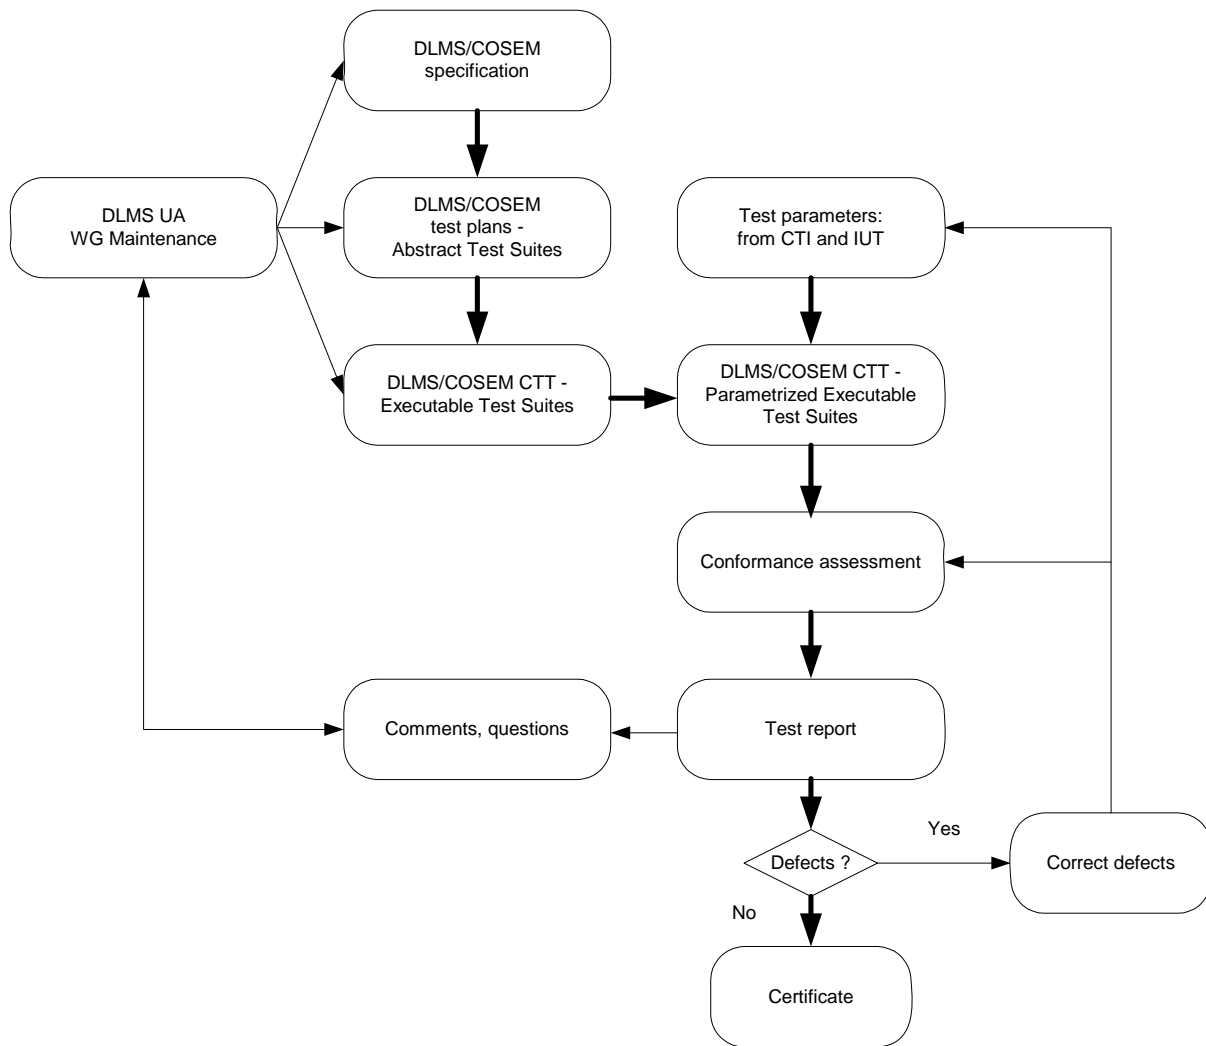 DLMS/COSEM
specification
DLMS UA
WG Maintenance
DLMS/COSEM
test plans -
Abstract Test Suites
Test parameters:
from CTI and IUT
DLMS/COSEM CTT -
Executable Test Suites
DLMS/COSEM CTT -
Parametrized Executable
Test Suites
Conformance assessment
Comments, questions
Test report
Defects ?
Yes
Correct defects
No
Certificate